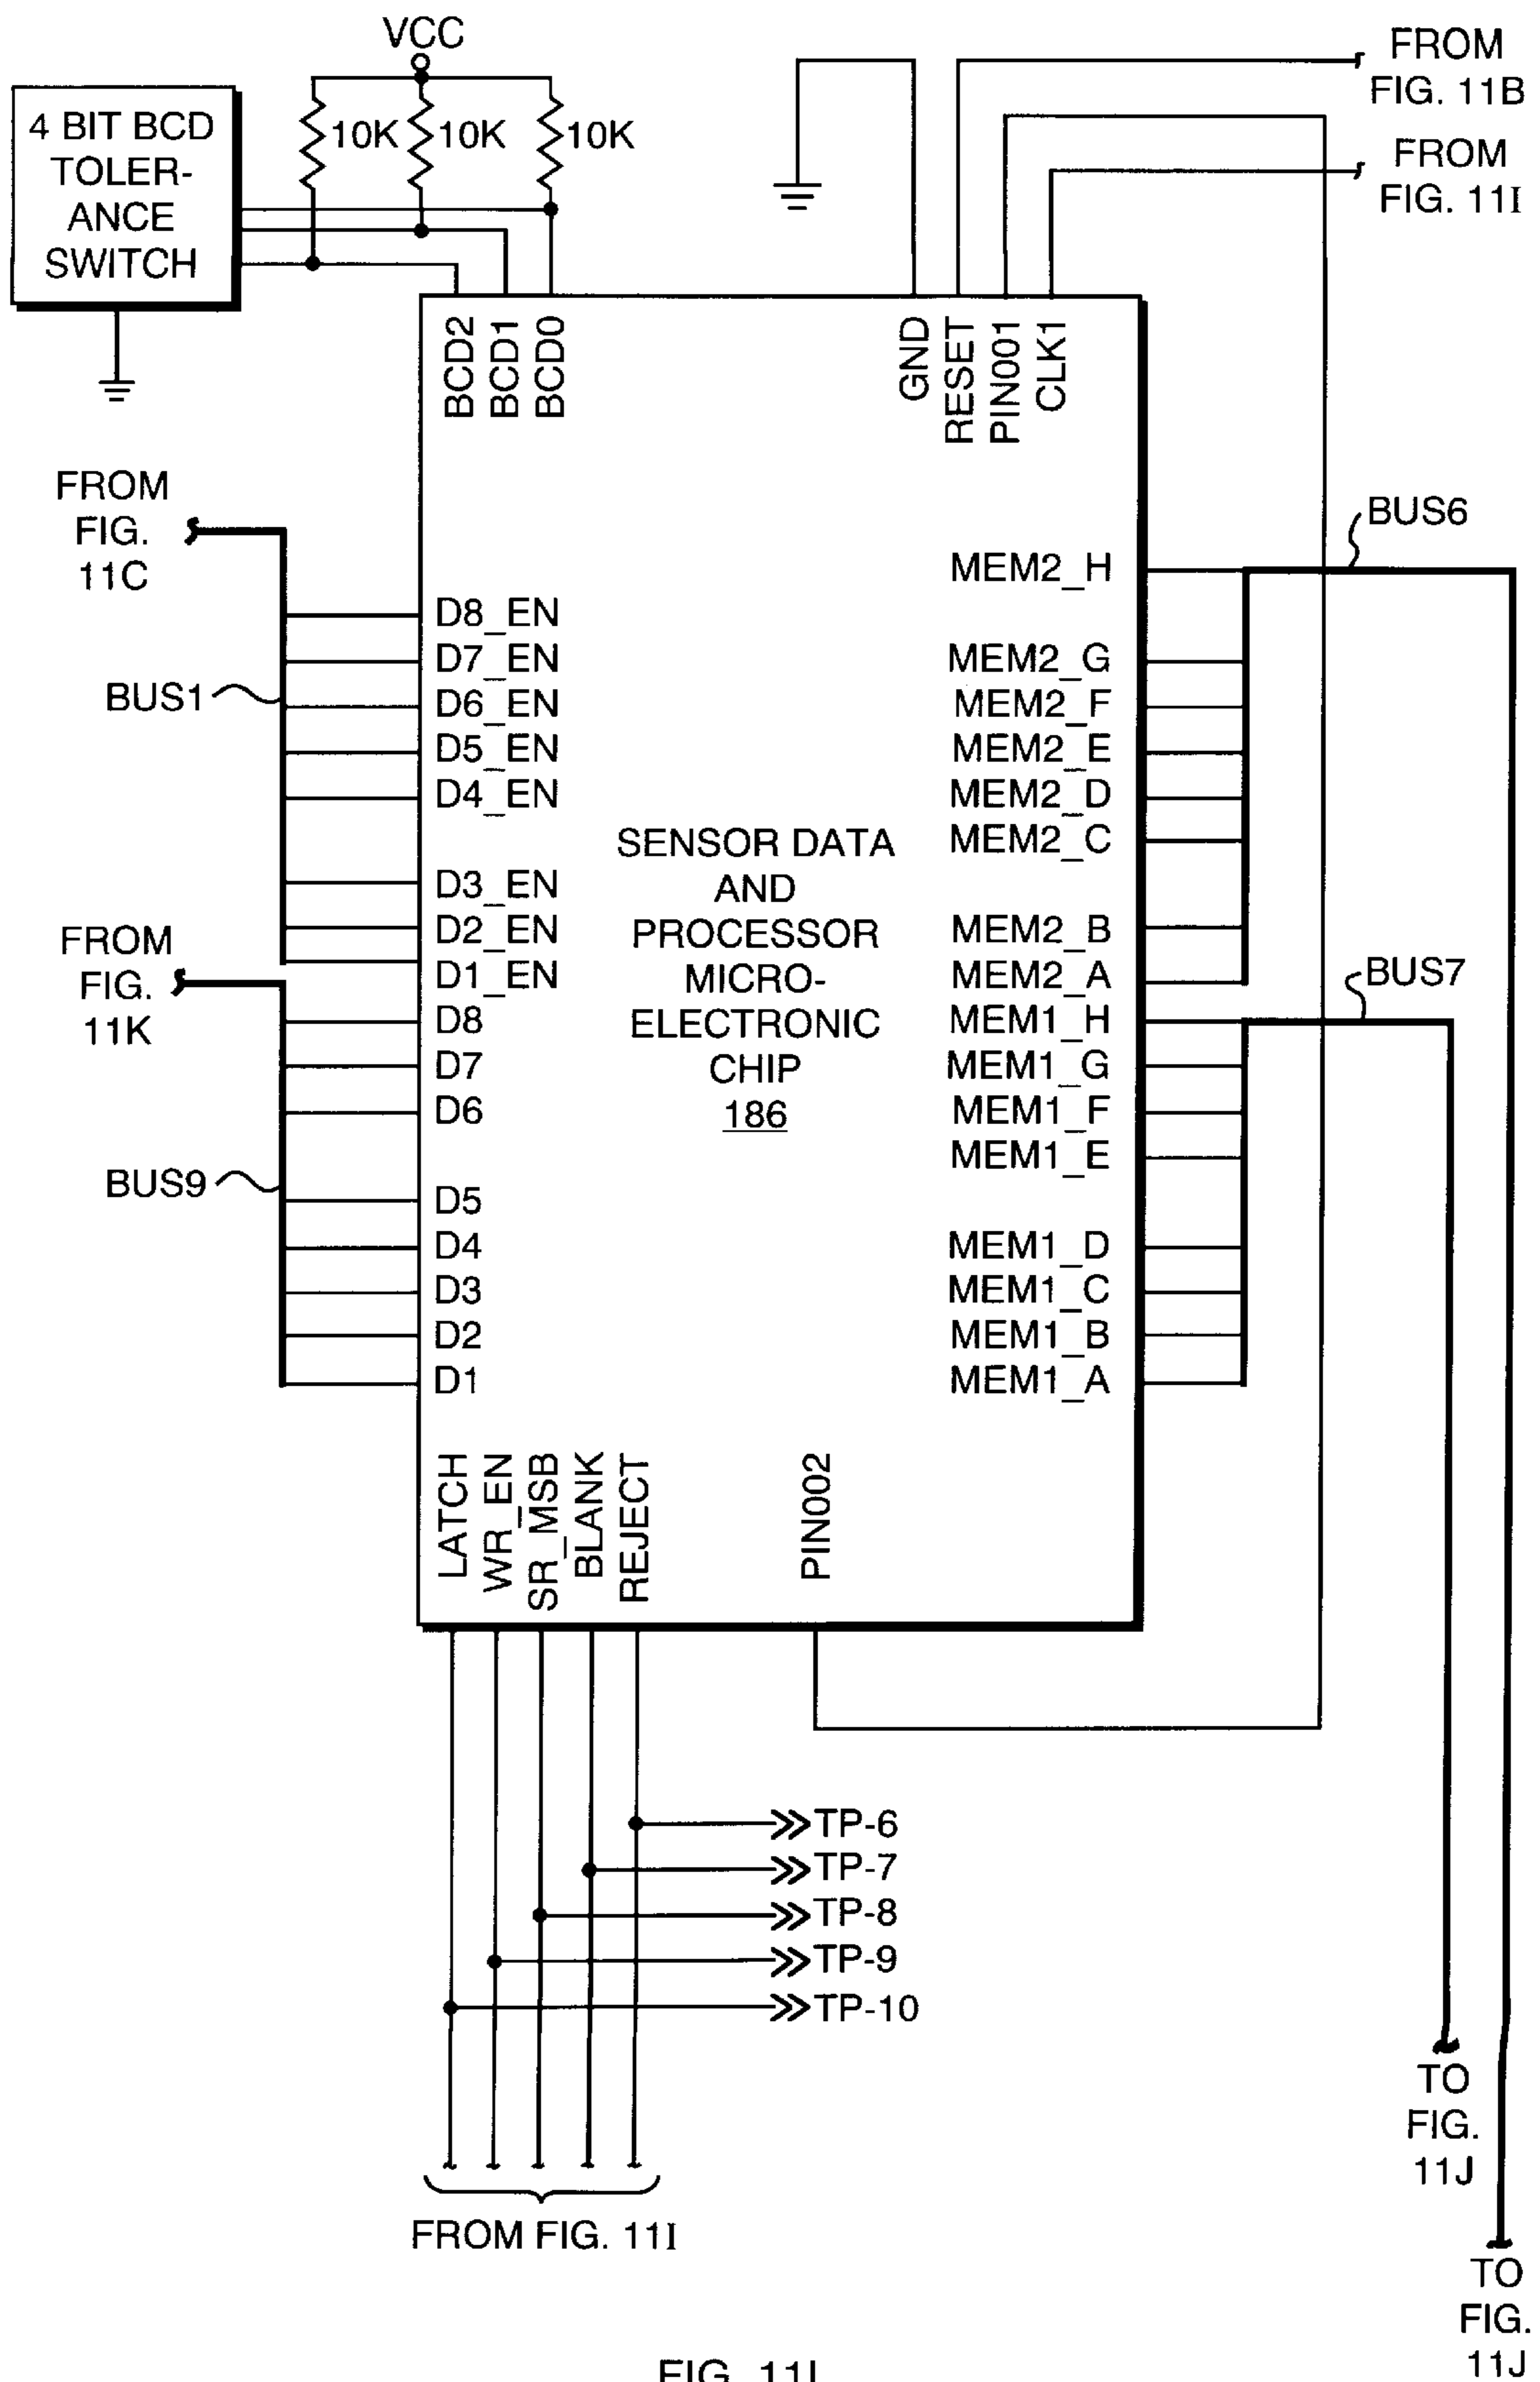 VCC
FROM
FIG. 11B
4 BIT BCD
TOLER-
ANCE
SWITCH
10K
10K
10K
FROM
FIG. 11I
BCD2
BCD1
BCD0
GND
RESET
PIN001
CLK1
FROM
FIG.
11C
BUS6
BUS1
D8_EN
D7_EN
D6_EN
D5_EN
D4_EN
D3_EN
D2_EN
D1_EN
MEM2_H
MEM2_G
MEM2_F
MEM2_E
MEM2_D
MEM2_C
MEM2_B
MEM2_A
SENSOR DATA
AND
PROCESSOR
MICRO-
ELECTRONIC
CHIP
186
FROM
FIG.
11K
BUS7
BUS9
D8
D7
D6
D5
D4
D3
D2
D1
MEM1_H
MEM1_G
MEM1_F
MEM1_E
MEM1_D
MEM1_C
MEM1_B
MEM1_A
LATCH
WR_EN
SR_MSB
BLANK
REJECT
PIN002
TP-6
TP-7
TP-8
TP-9
TP-10
FROM FIG. 11I
TO
FIG.
11J
TO
FIG.
11J